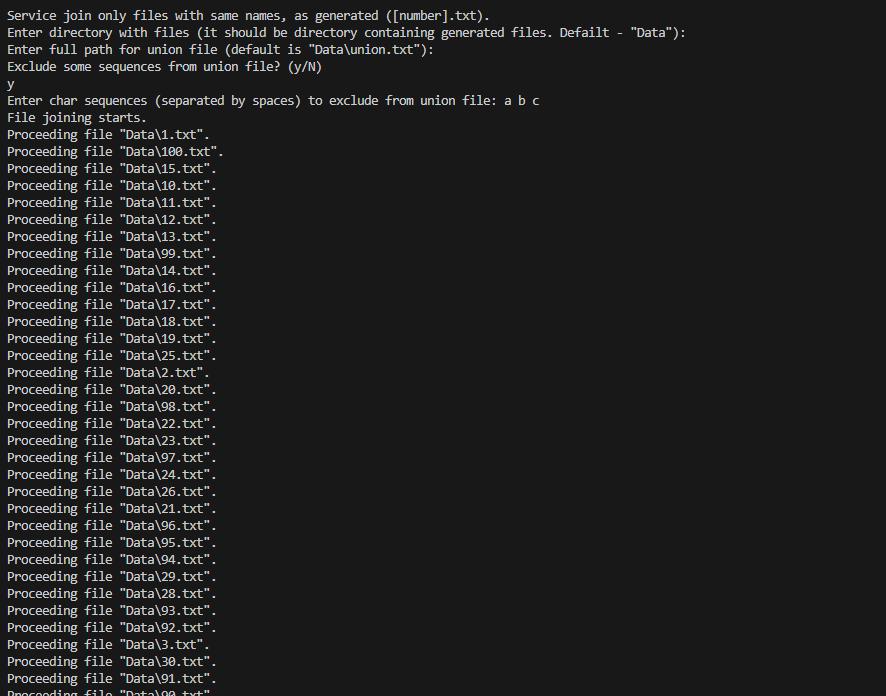 Service join only files with same names, as generated ([number].txt).
Enter directory with files (it should be directory containing generated files. Defailt - "Data"):
Enter full path for union file (default is "Data\union.txt"):
Exclude some sequences from union file? (y/N)
y
Enter char sequences (separated by spaces) to exclude from union file: a b c
File joining starts.
Proceeding file "Data\1.txt".
Proceeding file "Data\100.txt".
Proceeding file "Data\15.txt".
Proceeding file "Data\10.txt".
Proceeding file "Data\11.txt".
Proceeding file "Data\12.txt".
Proceeding file "Data\13.txt".
Proceeding file "Data\99.txt".
Proceeding file "Data\14.txt".
Proceeding file "Data\16.txt".
Proceeding file "Data\17.txt".
Proceeding file "Data\18.txt".
Proceeding file "Data\19.txt".
Proceeding file "Data\25.txt".
Proceeding file "Data\2.txt".
Proceeding file "Data\20.txt".
Proceeding file "Data\98.txt".
Proceeding file "Data\22.txt".
Proceeding file "Data\23.txt".
Proceeding file "Data\97.txt".
Proceeding file "Data\24.txt".
Proceeding file "Data\26.txt".
Proceeding file "Data\21.txt".
Proceeding file "Data\96.txt".
Proceeding file "Data\95.txt".
Proceeding file "Data\94.txt".
Proceeding file "Data\29.txt".
Proceeding file "Data\28.txt".
Proceeding file "Data\93.txt".
Proceeding file "Data\92.txt".
Proceeding file "Data\3.txt".
Proceeding file "Data\30.txt".
Proceeding file "Data\91.txt".
Proceeding file "Data\90.txt"